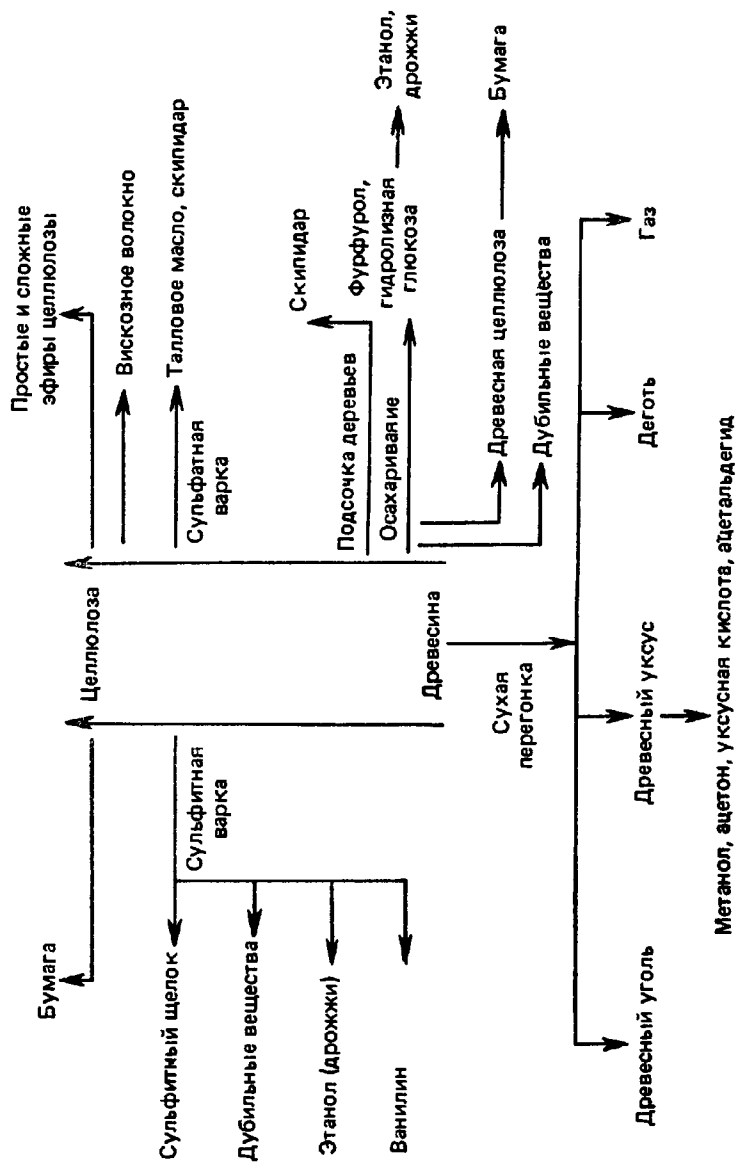 Простые и сложные
эфиры целлюлозы
Бумага
Целлюлоза
Вискозное волокно
Сульфитный щелок
Сульфитная
варка
Сульфатная
варка
Талловое масло, скипидар
Дубильные вещества
Этанол (дрожжи)
Ванилин
Скипидар
Подсочка деревьев
Фурфурол,
гидролизная
глюкоза
Этанол,
дрожжи
Осахаривание
Древесина
Древесная целлюлоза
Бумага
Дубильные вещества
Сухая
перегонка
Древесный уголь
Древесный уксус
Деготь
Газ
Метанол, ацетон, уксусная кислота, ацетальдегид